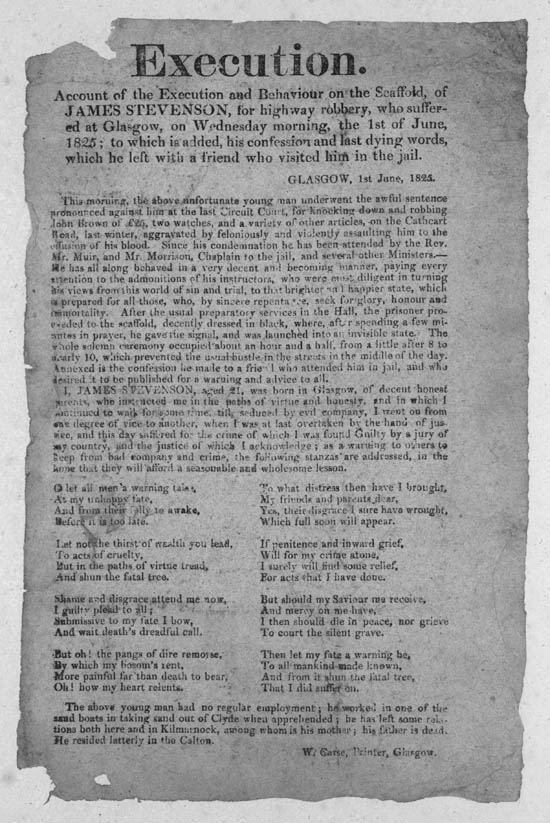 Execution.
Account of the Execution and Behaviour on the Scaffold, of
JAMES STEVENSON, for highway robbery, who suffer-
ed at Glasgow, on Wednesday morning, the 1st of June,
1825; to which is added, his confession and last dying words,
which he left with a friend who visited him in the jail.
GLASGOW, 1st June, 1825.
This morning, the above unfortunate young man underwent the awful sentence
pronounced against him at the last Circuit Court, for knocking down and robbing
John Brown of £25, two watches, and a variety of other articles, on the Cathcart
Road, last winter, aggravated by feloniously and violently assaulting him to the
effusion of his blood. Since his condemnation he has been attended by the Rev.
Mr. Muir, and Mr. Morrison, Chaplain to the jail, and several other Ministers.—
He has all along behaved in a very decent and becoming manner, paying every
attention to the admonitions of his instructors, who were most diligent in turning
his views from this world of sin and trial, to that brighter and happier state, which
is prepared for all those, who, by sincere repentance, seek for glory, honour and
immortality. After the usual preparatory services in the Hall, the prisoner pro-
ceeded to the scaffold, decently dressed in black, where, after spending a few mi-
nutes in prayer, he gave the signal, and was launched into an invisible state. The
whole solemn ceremony occupied about an hour and a half, from a little after 8 to
nearly 10, which prevented the usual bustle in the streets in the middle of the day.
Annexed is the confession he made to a friend who attended him in jail, and who
desired it to be published for a warning and advice to all.
I, JAMES STEVENSON, aged 21, was born in Glasgow, of decent honest
parents, who instructed me in the paths of virtue and honesty, and in which I
continued to walk for some time, till, seduced by evil company, I went on from
one degree of vice to another, when I was at last overtaken by the hand of jus-
tice, and this day suffered for the crime of which I was found Guilty by a jury of
my country, and the justice of which I acknowledge; as a warning to others to
keep from bad company and crime, the following stanzas are addressed, in the
hope that they will afford a seasonable and wholesome lesson.
O let all men's warning take,
At my unhappy fate,
And from their folly to awake,
Before it is too late.
Let not the thirst of wealth you lead,
To acts of cruelty,
But in the paths of virtue tread,
And shun the fatal tree.
Shame and disgrace attend me now,
I guilty plead to all;
Submissive to my fate I bow,
And wait death's dreadful call.
But oh! the pangs of dire remorse,
By which my bosom's rent,
More painful far than death to bear,
Oh! how my heart relents.
To what distress then have I brought,
My friends and parents dear,
Yes, their disgrace I sure have wrought,
Which full soon will appear.
If penitence and inward grief,
Will for my crime atone,
I surely will find some relief,
For acts that I have done.
But should my Saviour me receive,
And mercy on me have,
I then should die in peace, nor grieve
To court the silent grave.
Then let my fate a warning be,
To all mankind made known,
And from it shun the fatal tree,
That I did suffer on.
The above young man had no regular employment; he worked in one of the
sand boats in taking sand out of Clyde when apprehended; he has left some rela-
tions both here and in Kilmarnock, among whom is his mother; his father is dead.
He resided latterly in the Calton.
W. Carse, Printer, Glasgow.